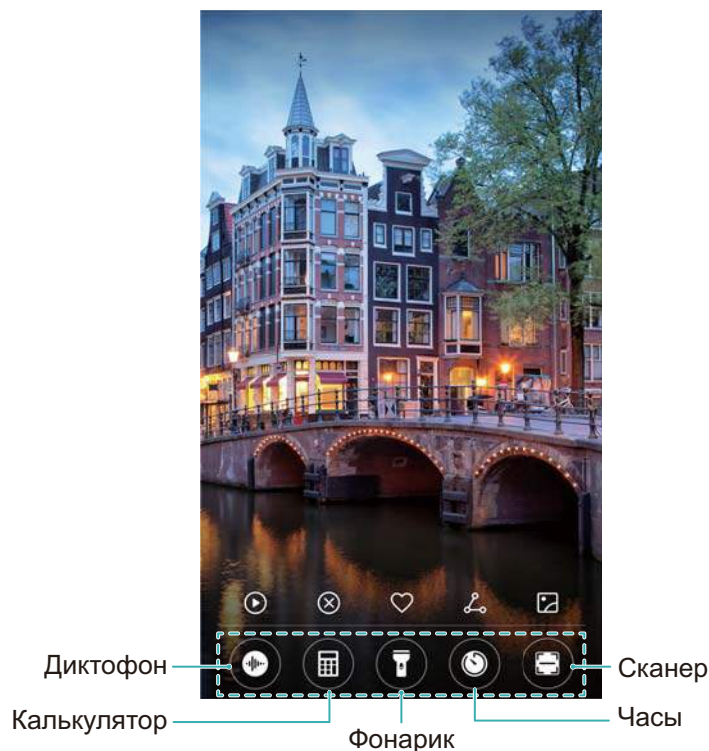 Диктофон
Сканер
Калькулятор
Часы
Фонарик